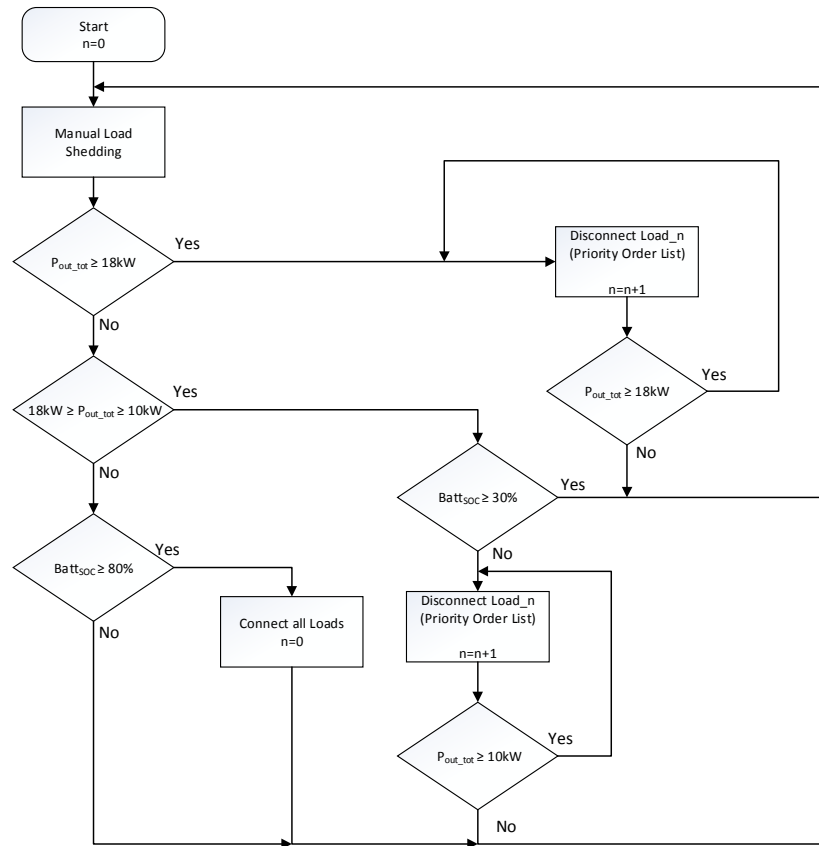 Start
n=0
Manual Load
Shedding
P_out_tot ≥ 18kW
Yes
No
Disconnect Load_n
(Priority Order List)
n=n+1
P_out_tot ≥ 18kW
Yes
No
18kW ≥ P_out_tot ≥ 10kW
Yes
No
Batt_SOC ≥ 30%
Yes
No
Batt_SOC ≥ 80%
Yes
No
Connect all Loads
n=0
Disconnect Load_n
(Priority Order List)
n=n+1
P_out_tot ≥ 10kW
Yes
No